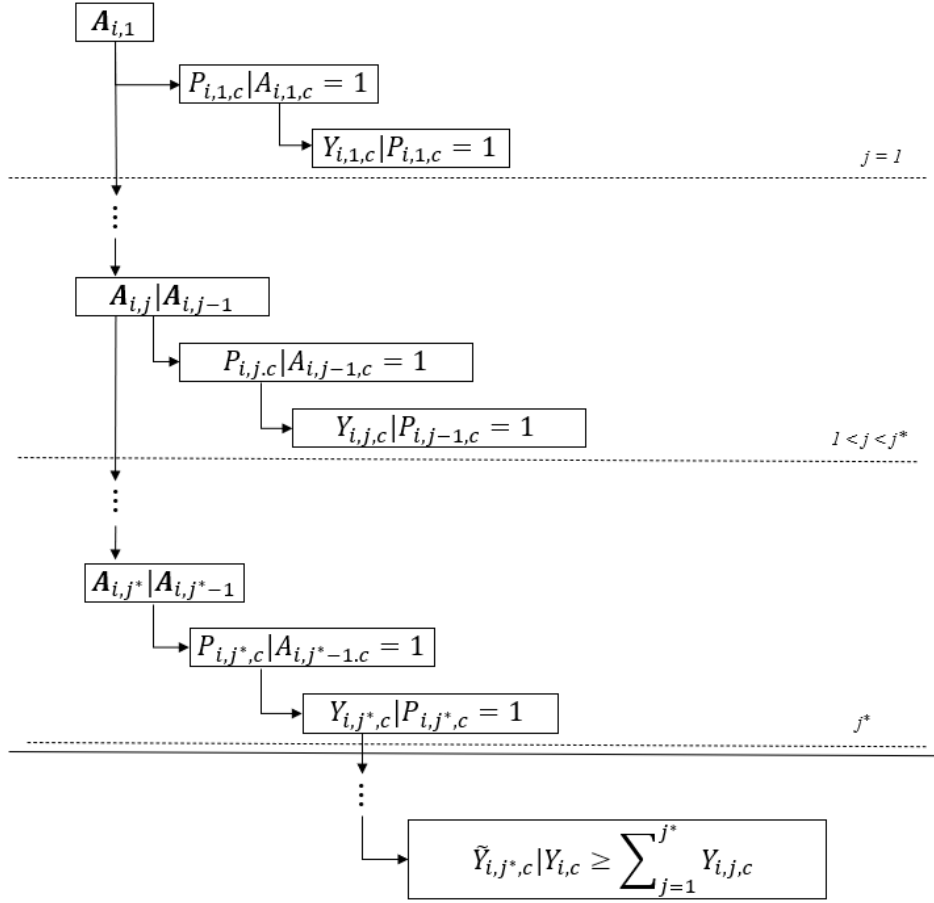 𝑨ᵢ,₁
P_{i,1,c}|A_{i,1,c} = 1
Y_{i,1,c}|P_{i,1,c} = 1
j = 1
⋮
𝑨_{i,j}|𝑨_{i,j−1}
P_{i,j.c}|A_{i,j−1,c} = 1
Y_{i,j,c}|P_{i,j−1,c} = 1
1 < j < j*
⋮
𝑨_{i,j*}|𝑨_{i,j*−1}
P_{i,j*,c}|A_{i,j*−1.c} = 1
Y_{i,j*,c}|P_{i,j*,c} = 1
j*
⋮
Ỹ_{i,j*,c}|Y_{i,c} ≥ ∑_{j=1}^{j*} Y_{i,j,c}